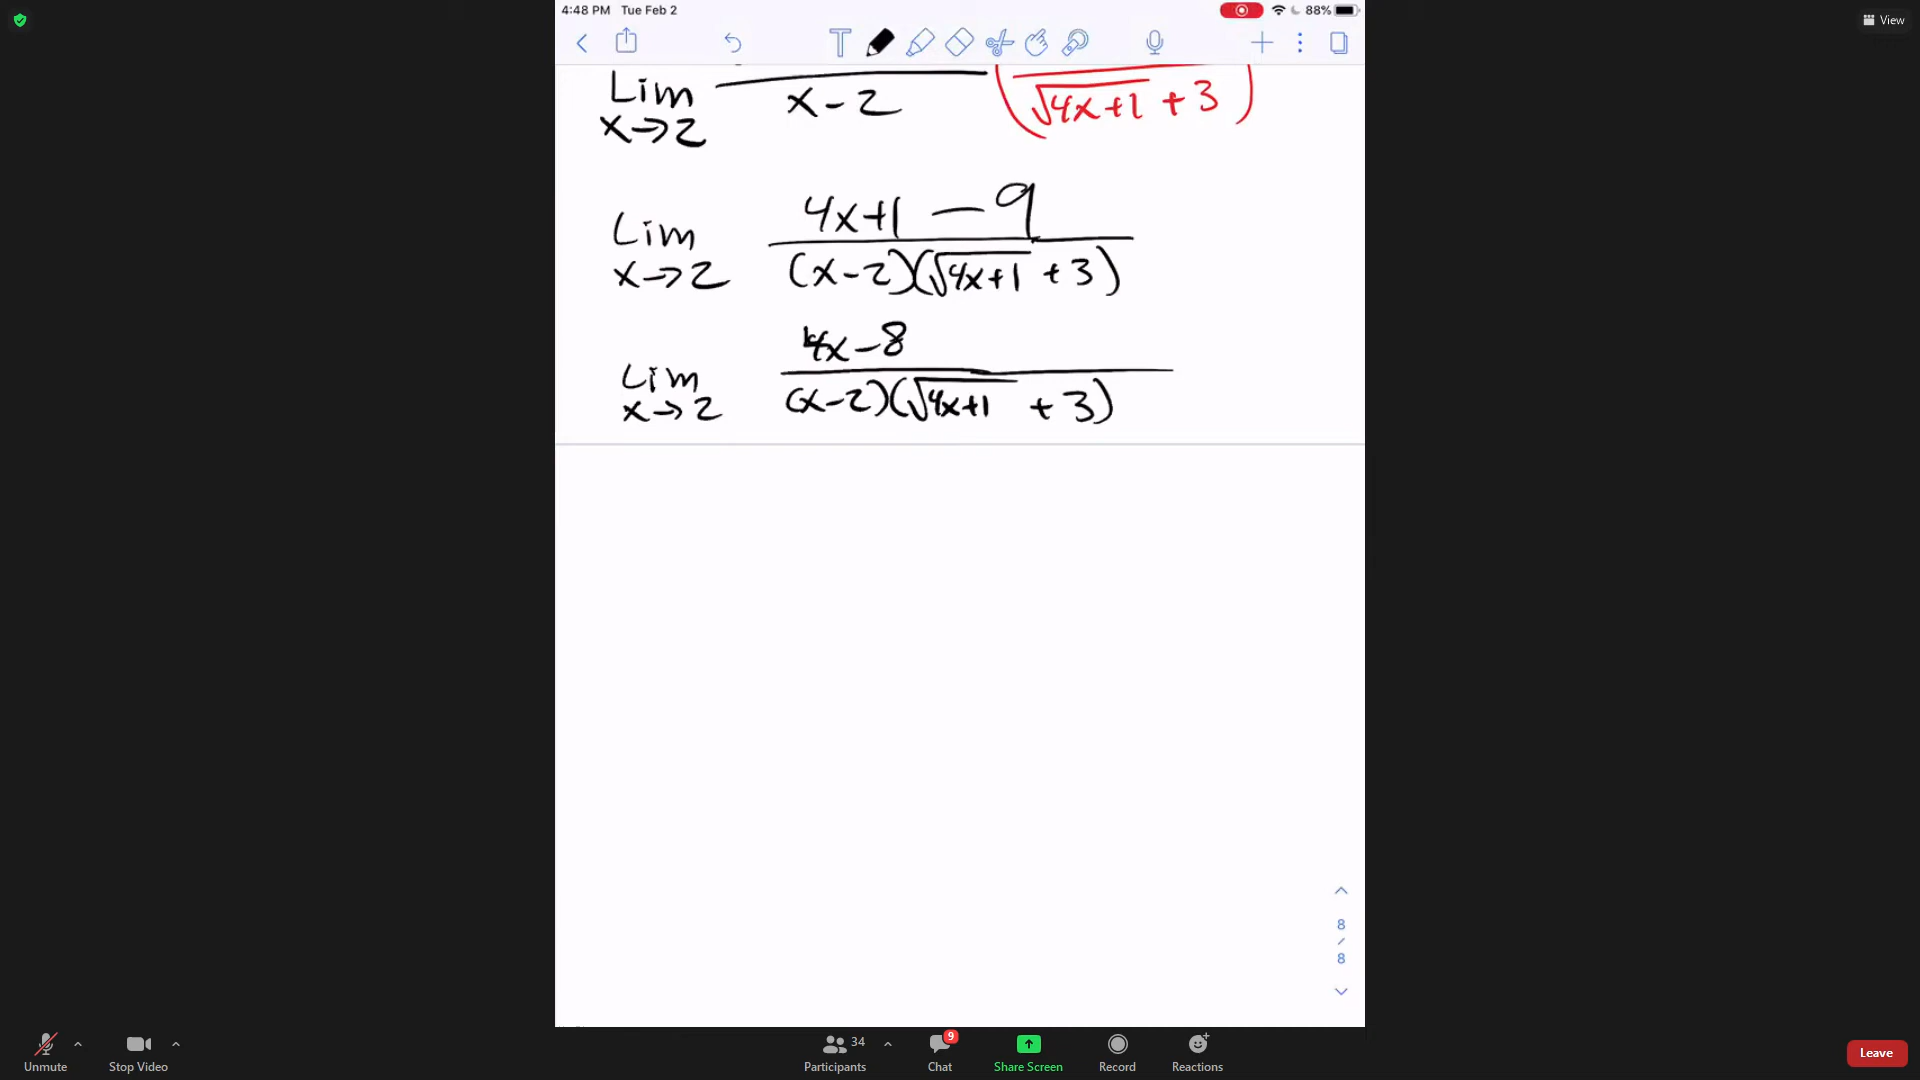 4:48 PM Tue Feb 2 88%
View
T
Lim
x→2
x-2
(√4x+1 + 3)
Lim
x→2
4x+1 - 9
(x-2)(√4x+1 + 3)
Lim
x→2
4x-8
(x-2)(√4x+1 + 3)
8
/
8
Unmute Stop Video Participants 34 Chat 9 Share Screen Record Reactions Leave